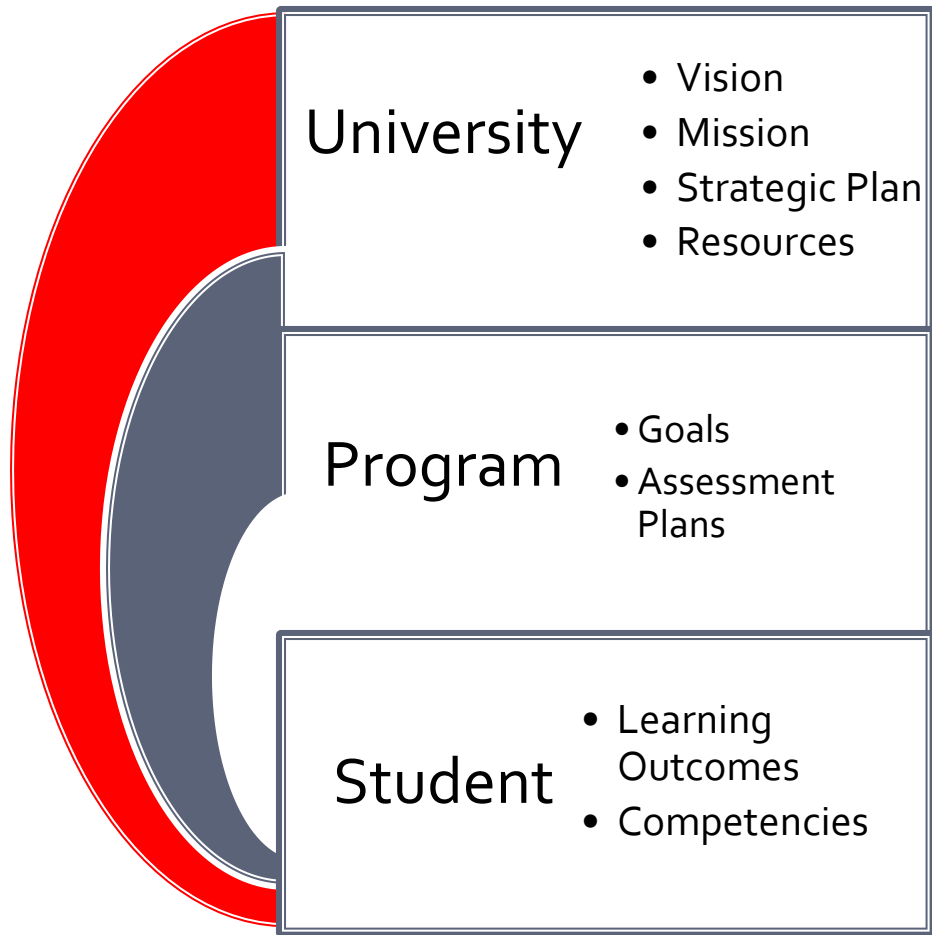 University
• Vision
• Mission
• Strategic Plan
• Resources
Program
• Goals
• Assessment
Plans
Student
• Learning
Outcomes
• Competencies